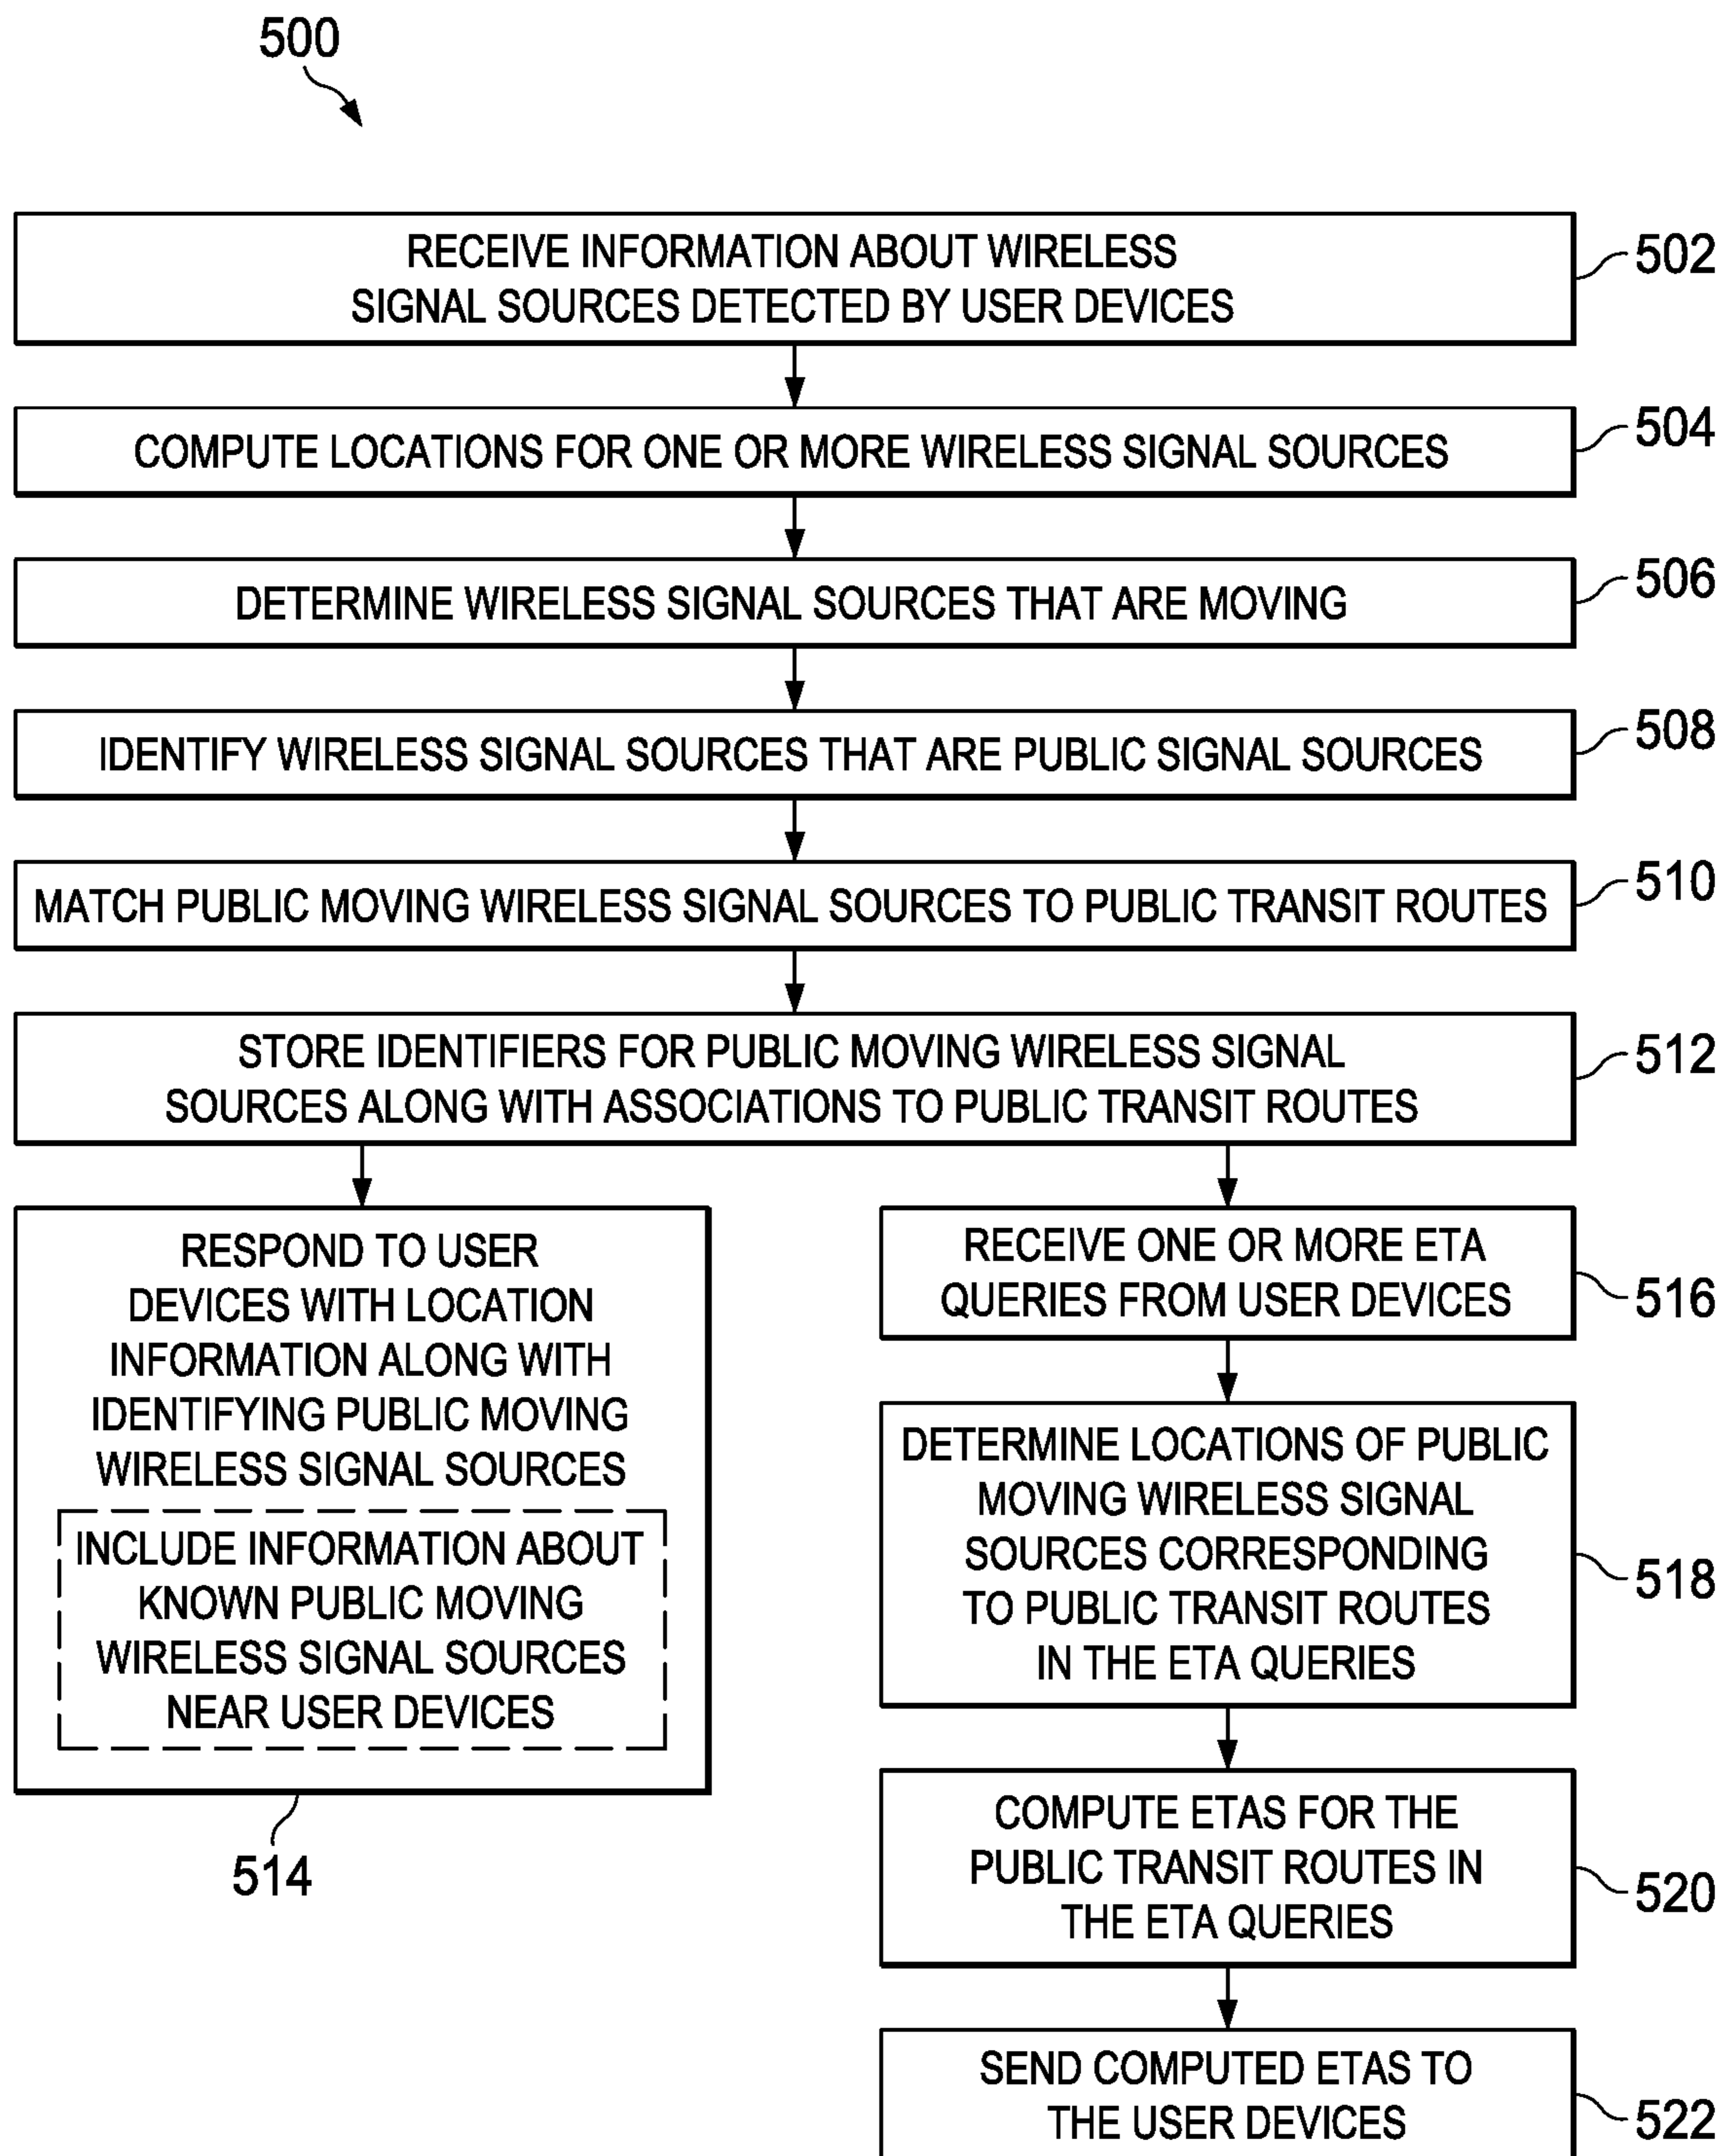 500
RECEIVE INFORMATION ABOUT WIRELESS
SIGNAL SOURCES DETECTED BY USER DEVICES
502
COMPUTE LOCATIONS FOR ONE OR MORE WIRELESS SIGNAL SOURCES
504
DETERMINE WIRELESS SIGNAL SOURCES THAT ARE MOVING
506
IDENTIFY WIRELESS SIGNAL SOURCES THAT ARE PUBLIC SIGNAL SOURCES
508
MATCH PUBLIC MOVING WIRELESS SIGNAL SOURCES TO PUBLIC TRANSIT ROUTES
510
STORE IDENTIFIERS FOR PUBLIC MOVING WIRELESS SIGNAL
SOURCES ALONG WITH ASSOCIATIONS TO PUBLIC TRANSIT ROUTES
512
RESPOND TO USER
DEVICES WITH LOCATION
INFORMATION ALONG WITH
IDENTIFYING PUBLIC MOVING
WIRELESS SIGNAL SOURCES
INCLUDE INFORMATION ABOUT
KNOWN PUBLIC MOVING
WIRELESS SIGNAL SOURCES
NEAR USER DEVICES
514
RECEIVE ONE OR MORE ETA
QUERIES FROM USER DEVICES
516
DETERMINE LOCATIONS OF PUBLIC
MOVING WIRELESS SIGNAL
SOURCES CORRESPONDING
TO PUBLIC TRANSIT ROUTES
IN THE ETA QUERIES
518
COMPUTE ETAS FOR THE
PUBLIC TRANSIT ROUTES IN
THE ETA QUERIES
520
SEND COMPUTED ETAS TO
THE USER DEVICES
522